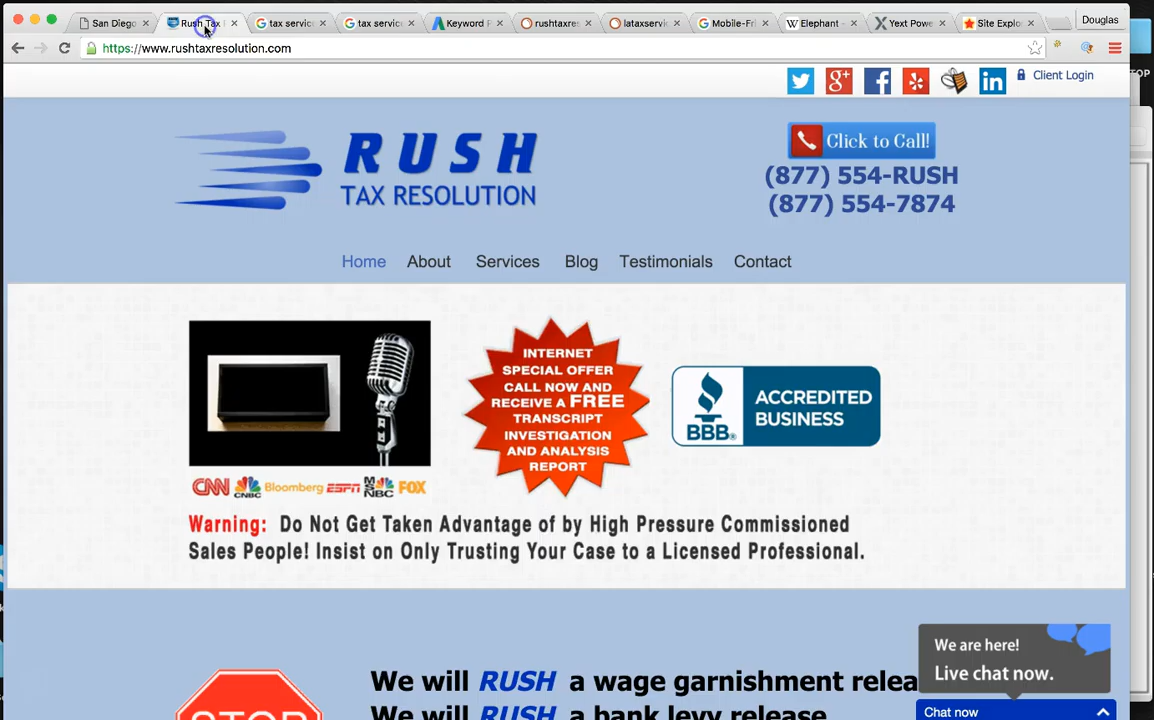 San Diego
Rush Tax
tax service
tax service
Keyword P
rushtaxres
lataxservic
Mobile-Fri
Elephant -
Yext Powe
Site Explo
Douglas
https://www.rushtaxresolution.com
Client Login
RUSH
TAX RESOLUTION
Click to Call!
(877) 554-RUSH
(877) 554-7874
Home About Services Blog Testimonials Contact
INTERNET
SPECIAL OFFER
CALL NOW AND
RECEIVE A FREE
TRANSCRIPT
INVESTIGATION
AND ANALYSIS
REPORT
BBB.
ACCREDITED
BUSINESS
CNN CNBC Bloomberg ESPN MSNBC FOX
Warning: Do Not Get Taken Advantage of by High Pressure Commissioned
Sales People! Insist on Only Trusting Your Case to a Licensed Professional.
We are here!
Live chat now.
Chat now
STOP
We will RUSH a wage garnishment relea
We will RUSH a bank levy release